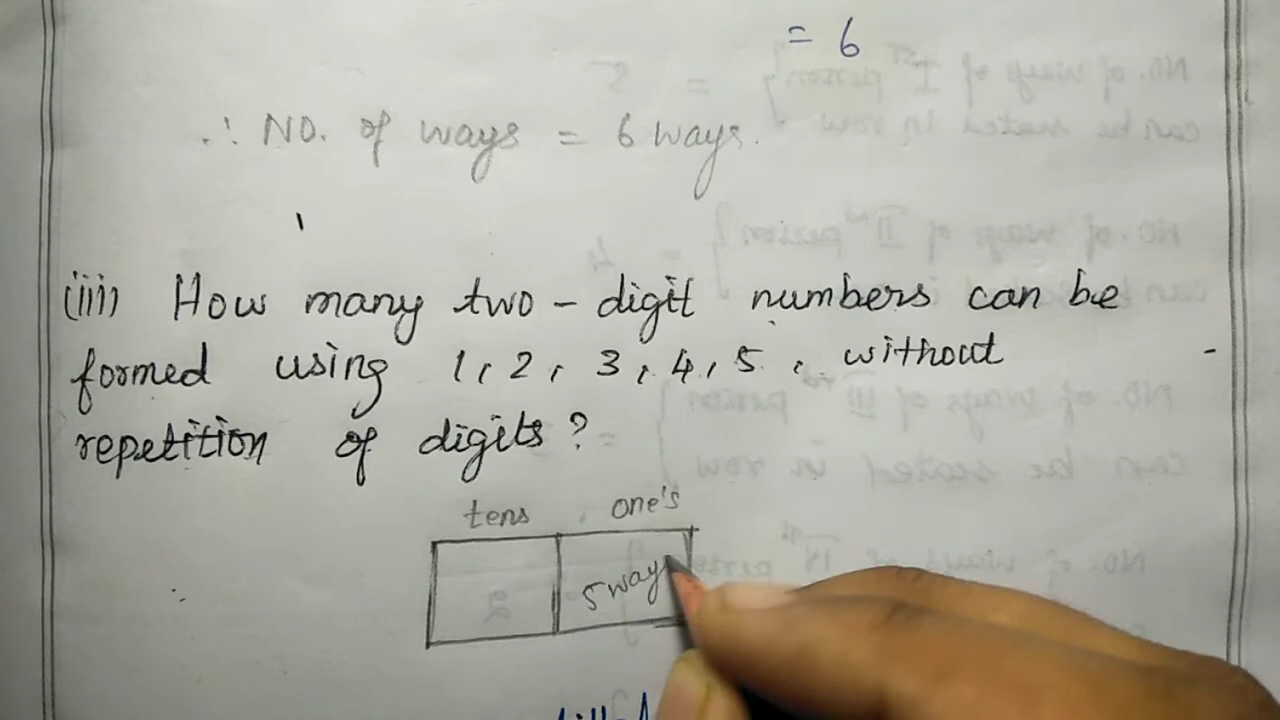 = 6
∴ No. of ways = 6 ways.
(iii) How many two-digit numbers can be
formed using 1, 2, 3, 4, 5, without
repetition of digits?
tens one's
5 way